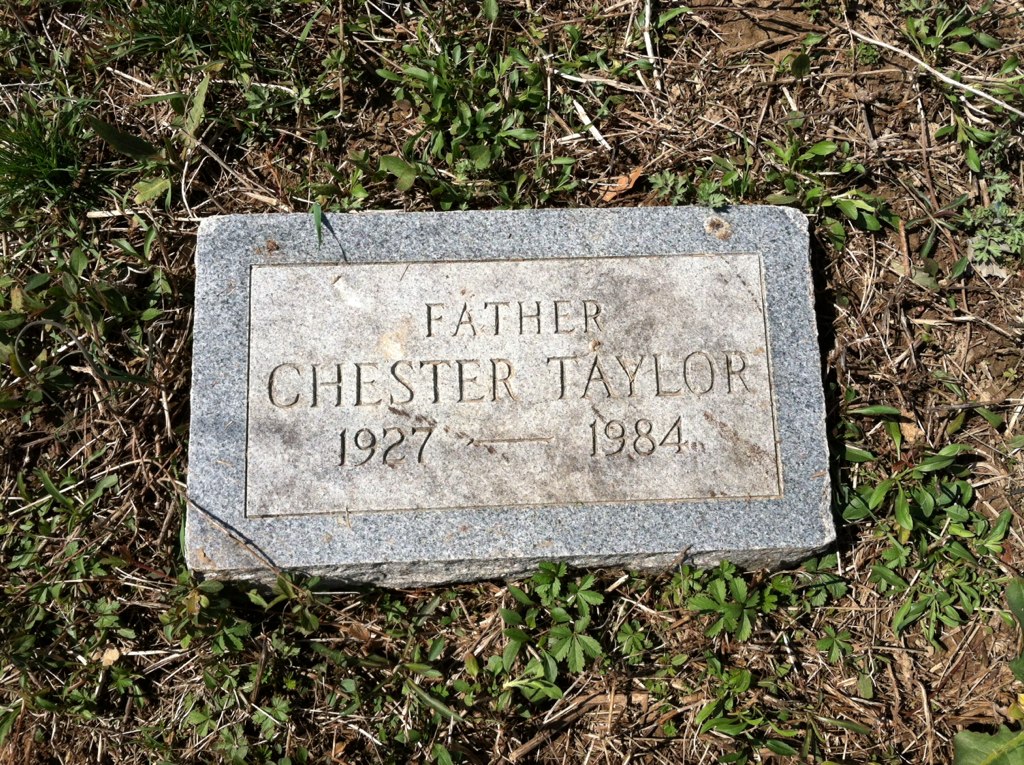 FATHER
CHESTER TAYLOR
1927 — 1984